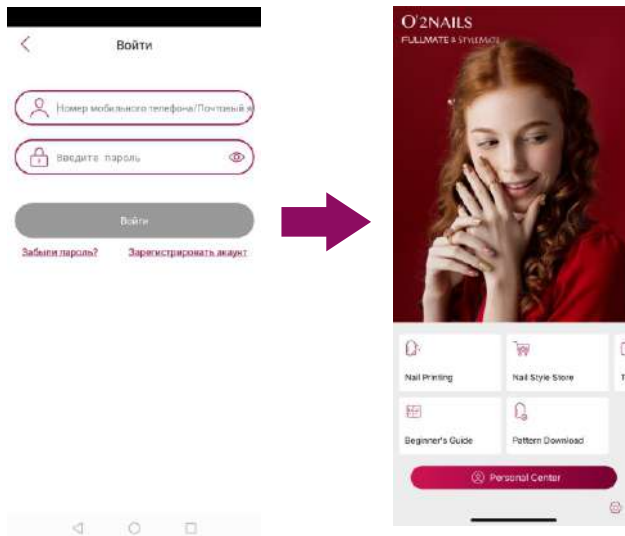 Войти
Номер мобильного телефона/Почтовый я
Введите пароль
Войти
Забыли пароль?
Зарегистрировать акаунт
O'2NAILS
FULLMATE & STYLEMATE
Nail Printing
Nail Style Store
T
Beginner's Guide
Pattern Download
Personal Center